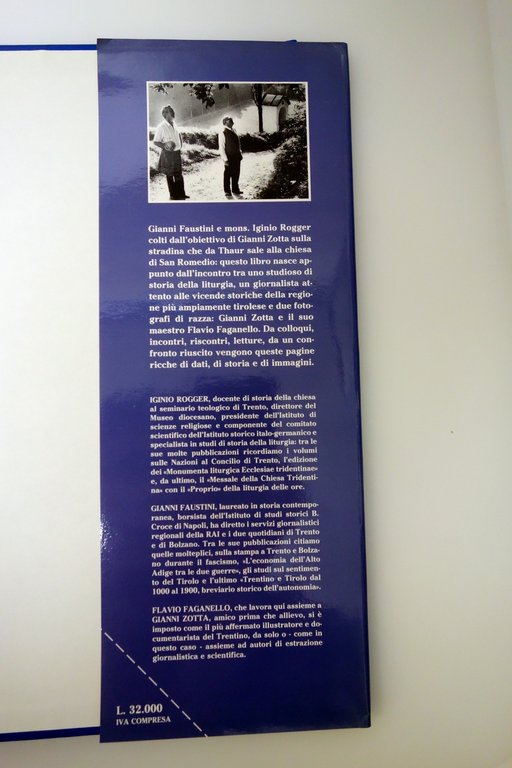 Gianni Faustini e mons. Iginio Rogger
colti dall'obiettivo di Gianni Zotta sulla
stradina che da Thaur sale alla chiesa
di San Romedio: questo libro nasce ap-
punto dall'incontro tra uno studioso di
storia della liturgia, un giornalista at-
tento alle vicende storiche della regio-
ne più ampiamente tirolese e due foto-
grafi di razza: Gianni Zotta e il suo
maestro Flavio Faganello. Da colloqui,
incontri, riscontri, letture, da un con-
fronto riuscito vengono queste pagine
ricche di dati, di storia e di immagini.
IGINIO ROGGER, docente di storia della chiesa
al seminario teologico di Trento, direttore del
Museo diocesano, presidente dell'Istituto di
scienze religiose e componente del comitato
scientifico dell'Istituto storico italo-germanico e
specialista in studi di storia della liturgia: tra le
sue molte pubblicazioni ricordiamo i volumi
sulle Nazioni al Concilio di Trento, l'edizione
dei «Monumenta liturgica Ecclesiae tridentinae»
e, da ultimo, il «Messale della Chiesa Tridenti-
na» con il «Proprio» della liturgia delle ore.
GIANNI FAUSTINI, laureato in storia contempo-
ranea, borsista dell'Istituto di studi storici B.
Croce di Napoli, ha diretto i servizi giornalistici
regionali della RAI e i due quotidiani di Trento
e di Bolzano. Tra le sue pubblicazioni citiamo
quelle molteplici, sulla stampa a Trento e Bolza-
no durante il fascismo, «L'economia dell'Alto
Adige tra le due guerre», gli studi sul sentimen-
to del Tirolo e l'ultimo «Trentino e Tirolo dal
1000 al 1900, breviario storico dell'autonomia».
FLAVIO FAGANELLO, che lavora qui assieme a
GIANNI ZOTTA, amico prima che allievo, si è
imposto come il più affermato illustratore e do-
cumentarista del Trentino, da solo o - come in
questo caso - assieme ad autori di estrazione
giornalistica e scientifica.
L. 32.000
IVA COMPRESA